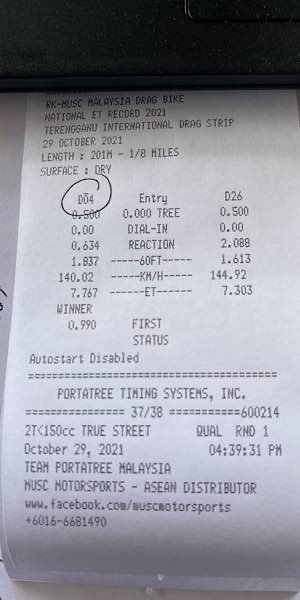 RK-MUSC MALAYSIA DRAG BIKE
NATIONAL ET RECORD 2021
TERENGGANU INTERNATIONAL DRAG STRIP
29 OCTOBER 2021
LENGTH : 201M - 1/8 MILES
SURFACE : DRY
D04 Entry D26
0.500 0.000 TREE 0.500
0.00 DIAL-IN 0.00
0.634 REACTION 2.088
1.837 -----60FT----- 1.613
140.02 -----KM/H----- 144.92
7.767 ------ET------ 7.303
WINNER
0.990 FIRST
STATUS
Autostart Disabled
========================================
PORTATREE TIMING SYSTEMS, INC.
================ 37/38 ===========600214
2T<150cc TRUE STREET QUAL RND 1
October 29, 2021 04:39:31 PM
TEAM PORTATREE MALAYSIA
MUSC MOTORSPORTS - ASEAN DISTRIBUTOR
www.facebook.com/muscmotorsports
+6016-6681490